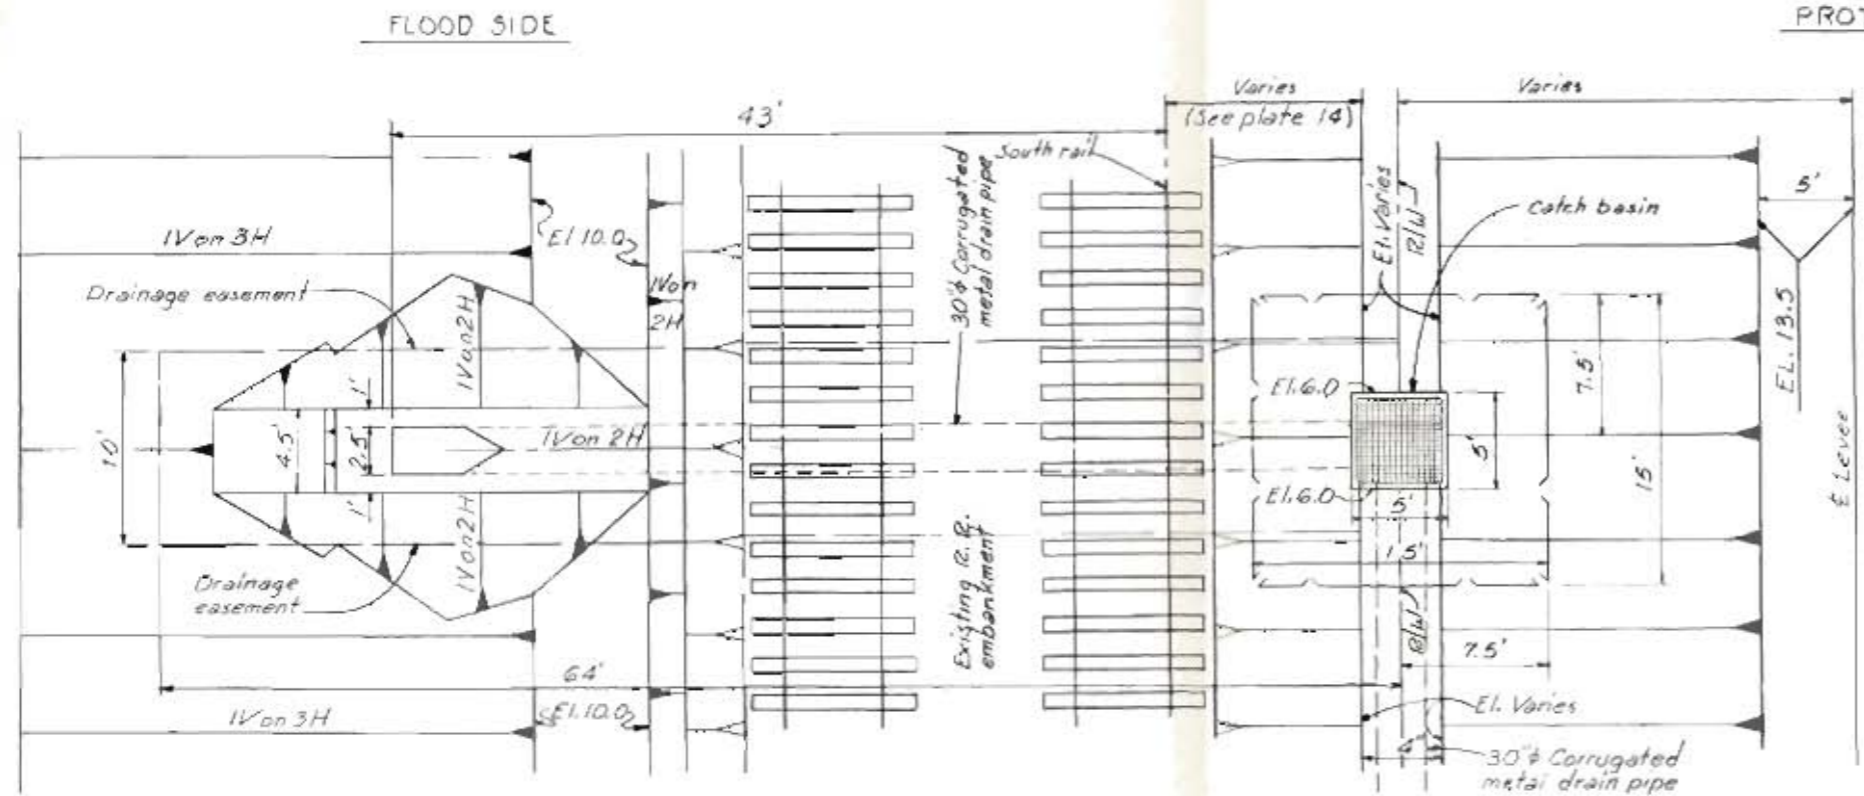 FLOOD SIDE
PROT
43'
Varies
(See plate 14)
Varies
South rail
30"ϕ Corrugated
metal drain pipe
5'
Catch basin
El. Varies
R/W
1V on 3H
El. 10.0
Drainage easement
1V on 2H
1V on
2H
EL. 13.5
7.5'
15'
El. 6.0
10'
4.5'
1'
2.5'
1'
1V on 2H
5'
El. 6.0
5'
℄ Levee
1V on 2H
Drainage
easement
Existing R.R.
embankment
15'
R/W
7.5'
64'
1V on 3H
El. 10.0
El. Varies
4'
30"ϕ Corrugated
metal drain pipe